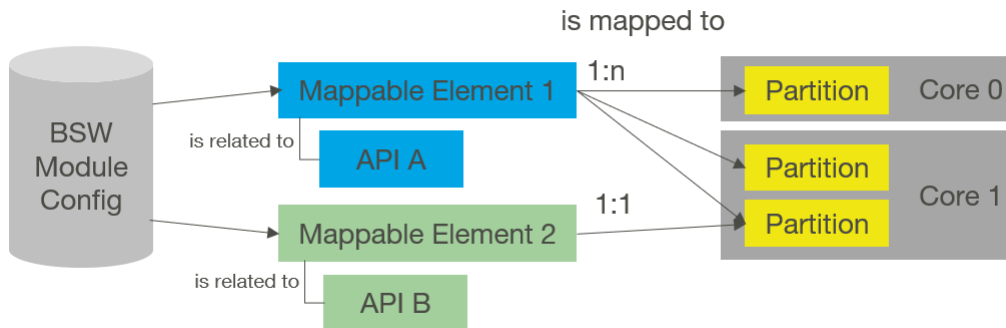 is mapped to
BSW
Module
Config
Mappable Element 1
1:n
Partition
Core 0
is related to
API A
Partition
Core 1
Partition
1:1
Mappable Element 2
is related to
API B